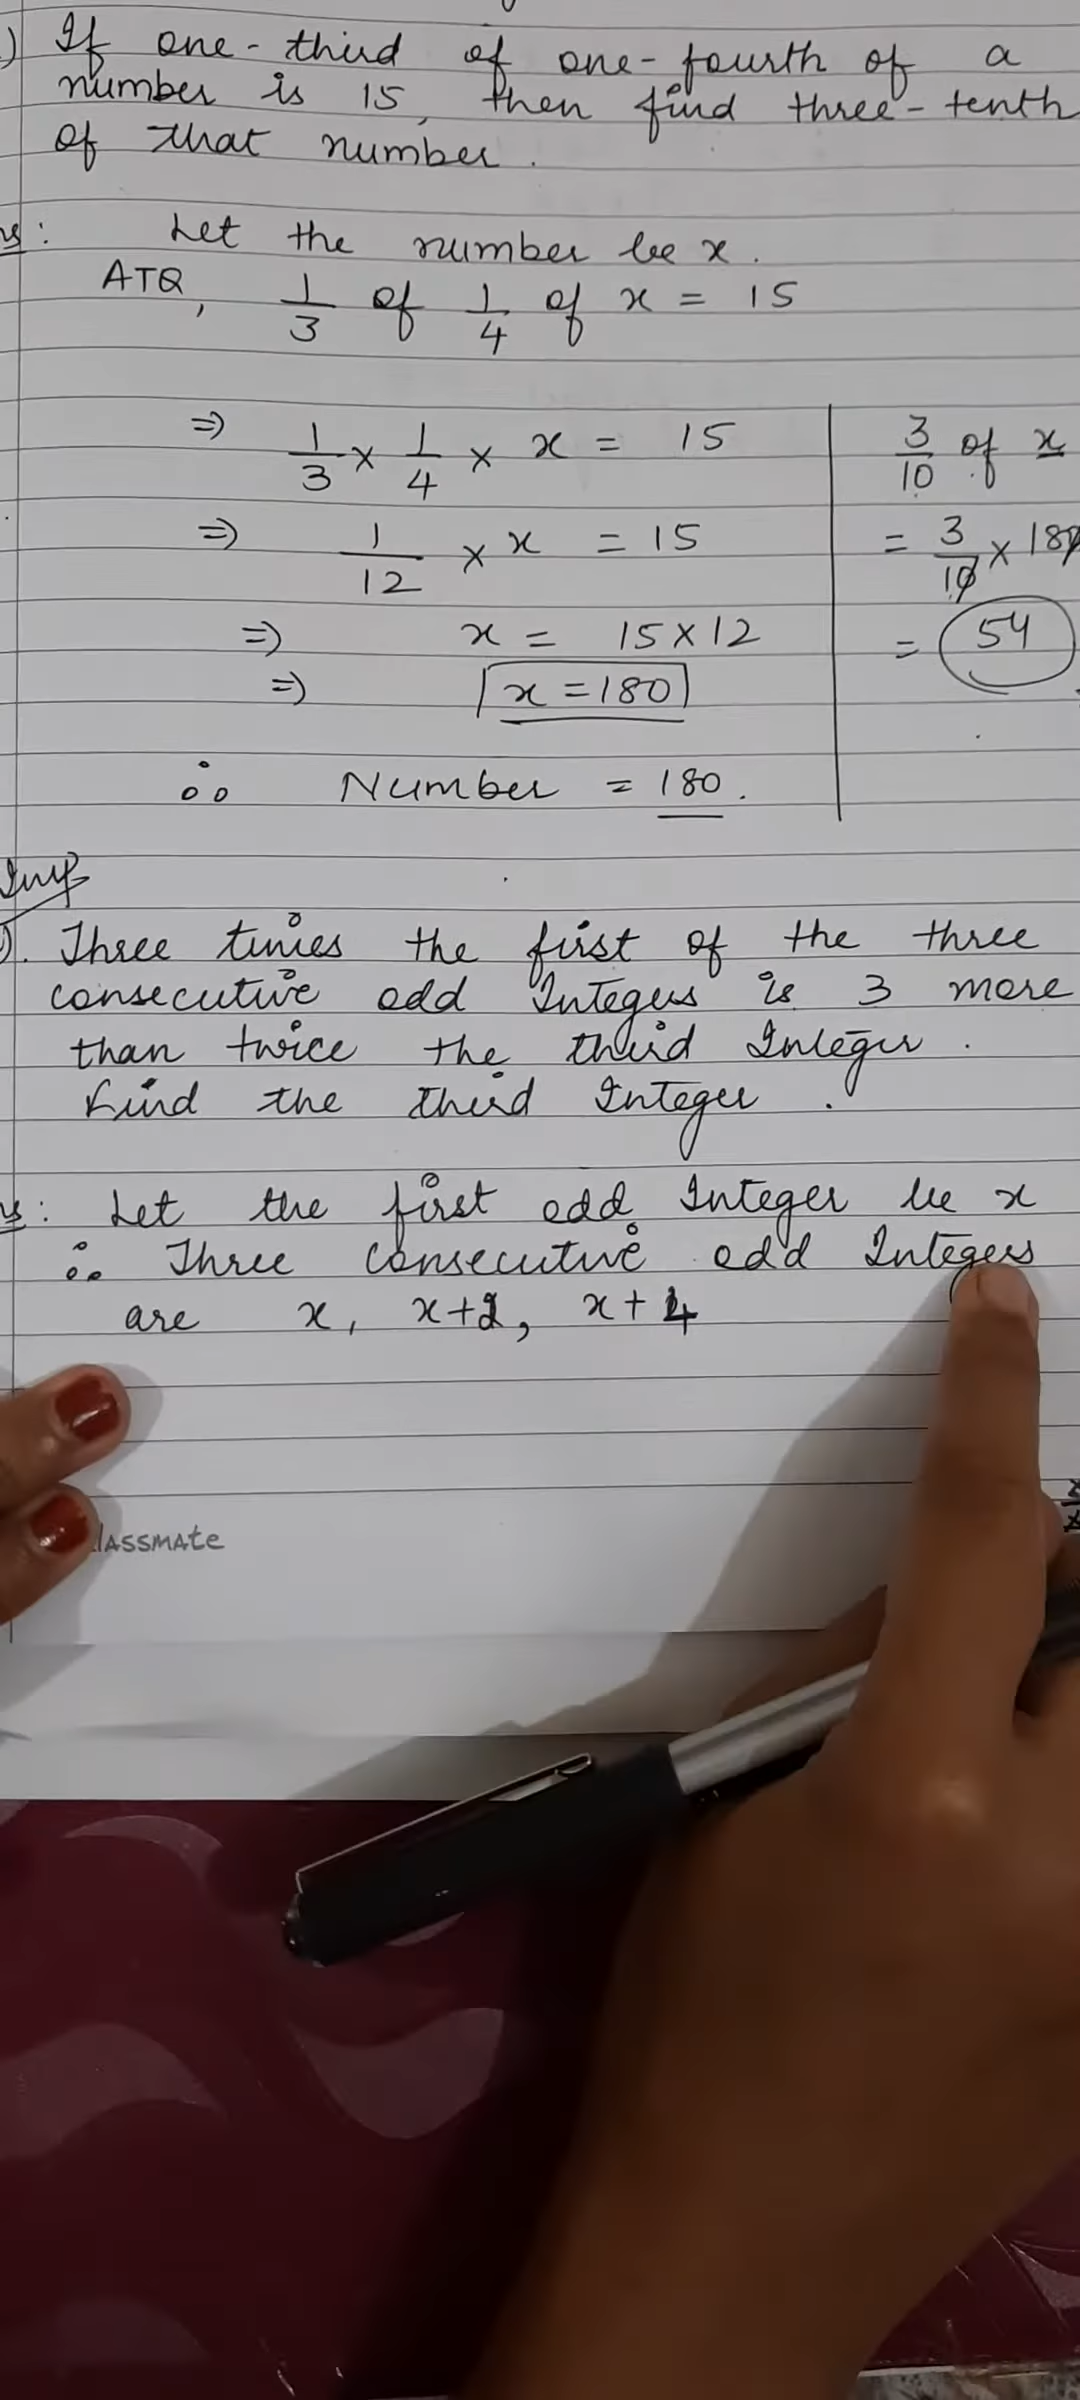 ) If one-third of one-fourth of a
number is 15, then find three-tenth
of that number.
Let the number be x.
ATQ, 1/3 of 1/4 of x = 15
⇒ 1/3 × 1/4 × x = 15
⇒ 1/12 × x = 15
⇒ x = 15 × 12
⇒ x = 180
∴ Number = 180.
3/10 of x
= 3/10 × 180
= 54
Imp
). Three times the first of the three
consecutive odd Integers is 3 more
than twice the third Integer.
Find the third Integer.
Let the first odd Integer be x
∴ Three consecutive odd Integers
are x, x+2, x+4
classmate